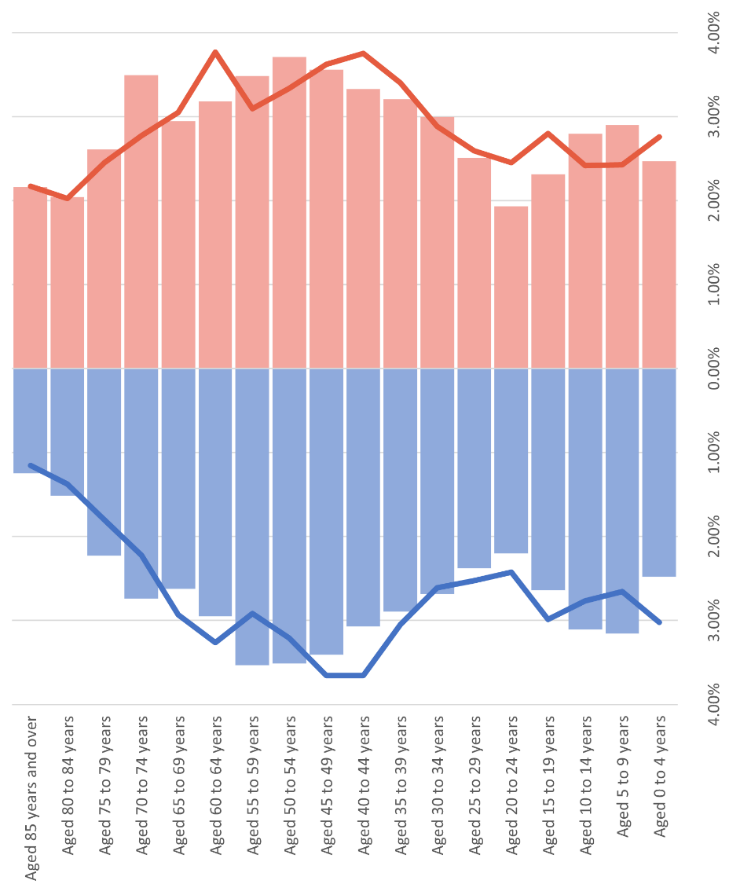 4.00%
3.00%
2.00%
1.00%
0.00%
1.00%
2.00%
3.00%
4.00%
Aged 85 years and over
Aged 80 to 84 years
Aged 75 to 79 years
Aged 70 to 74 years
Aged 65 to 69 years
Aged 60 to 64 years
Aged 55 to 59 years
Aged 50 to 54 years
Aged 45 to 49 years
Aged 40 to 44 years
Aged 35 to 39 years
Aged 30 to 34 years
Aged 25 to 29 years
Aged 20 to 24 years
Aged 15 to 19 years
Aged 10 to 14 years
Aged 5 to 9 years
Aged 0 to 4 years